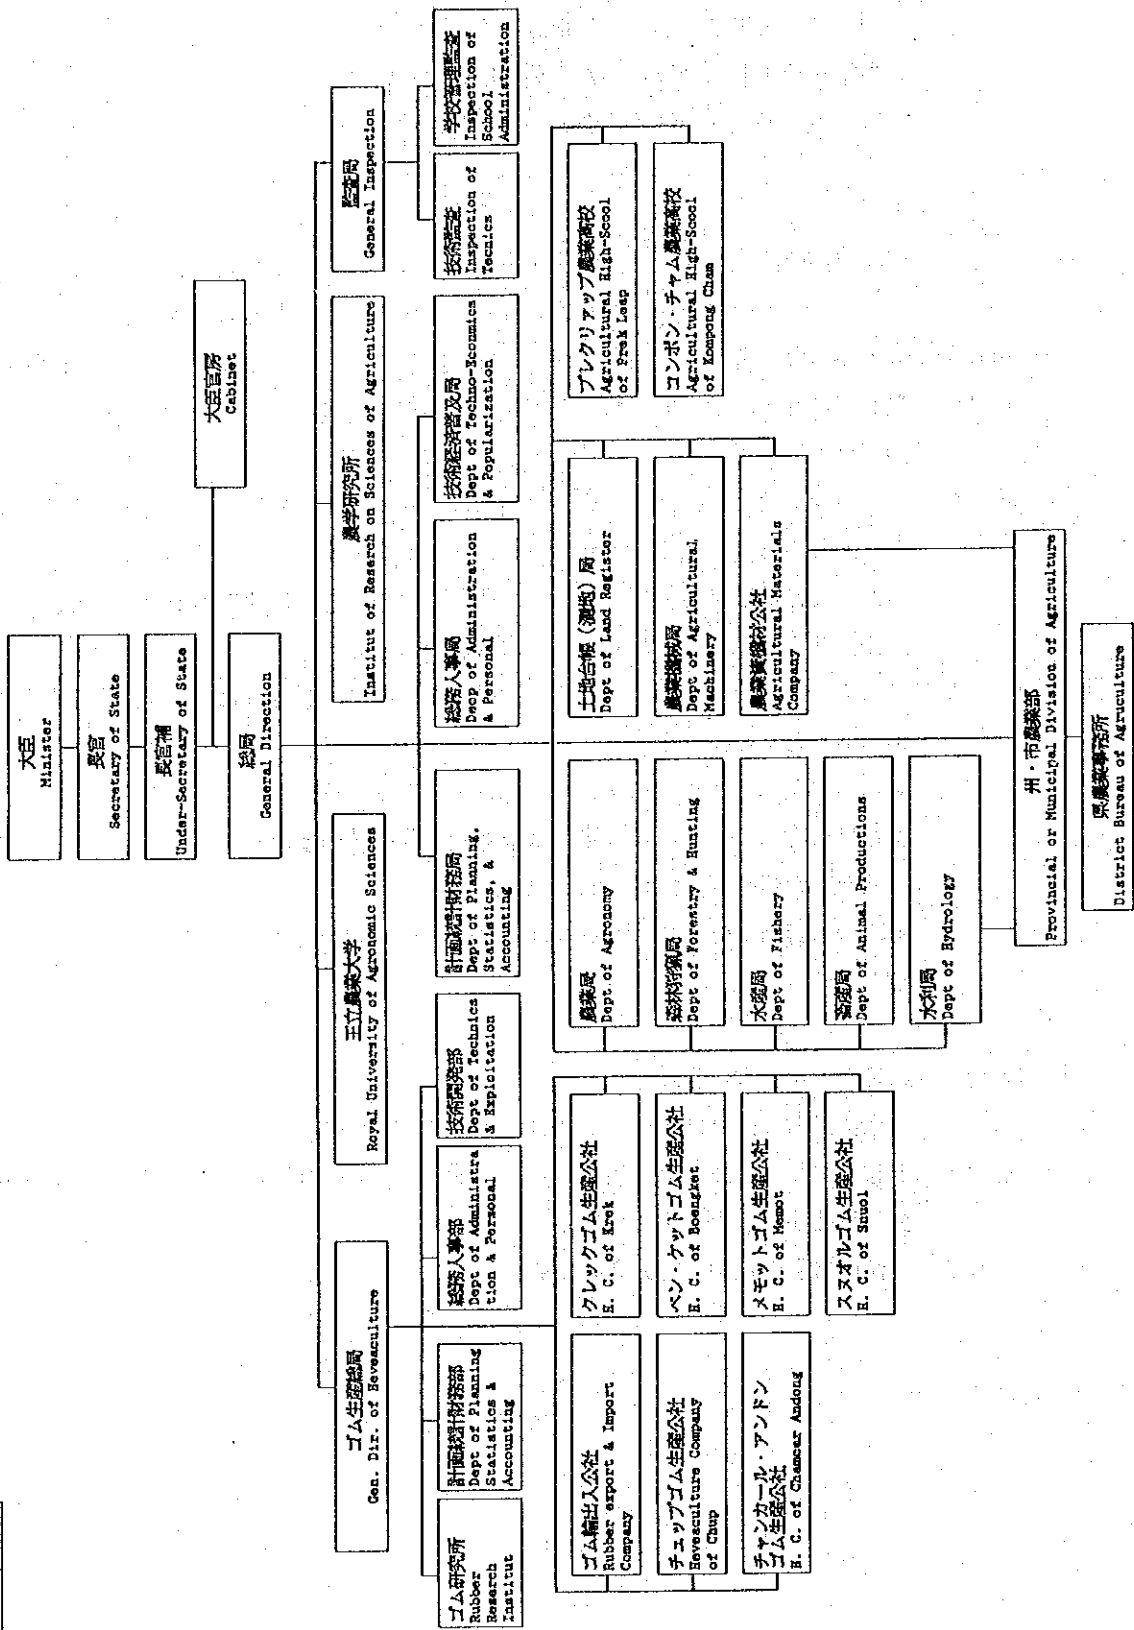 大臣
Minister
長官
Secretary of State
長官補
Under-Secretary of State
大臣官房
Cabinet
総局
General Direction
ゴム生産総局
Gen. Dir. of Heveaculture
王立農業大学
Royal University of Agronomic Sciences
農学研究所
Institut of Reserch on Sciences of Agriculture
監査局
General Inspection
ゴム研究所
Rubber
Reserch
Institut
計画統計財務部
Dept of Planning
Statistics &
Accounting
総務人事部
Dept of Administra
tion & Personal
技術開発部
Dept of Technics
& Exploitation
計画統計財務局
Dept of Planning,
Statistics, &
Accounting
総務人事局
Decp of Administration
& Personal
技術経済普及局
Dept of Techno-Economics
& Popularization
技術監査
Inspection of
Tecnics
学校管理監査
Inspection of
School
Administration
ゴム輸出入公社
Rubber export & Import
Company
チュップゴム生産公社
Heveaculture Company
of Chup
チャンカール・アンドン
ゴム生産公社
H. C. of Chamcar Andong
クレックゴム生産公社
H. C. of Krek
ベン・ケットゴム生産公社
H. C. of Boengket
メモットゴム生産公社
H. C. of Memot
スヌオルゴム生産公社
H. C. of Snuol
農業局
Dept of Agronomy
森林狩猟局
Dept of Forestry & Hunting
水産局
Dept of Fishery
畜産局
Dept of Animal Productions
水利局
Dept of Hydrology
土地台帳（測地）局
Dept of Land Register
農業機械局
Dept of Agricultural
Machinery
農業資機材公社
Agricultural Materials
Company
プレクリァップ農業高校
Agricultural High-Scool
of Prek Leap
コンポン・チャム農業高校
Agricultural High-Scool
of Kompong Cham
州・市農業部
Provincial or Municipal Division of Agriculture
県農業事務所
District Bureau of Agructure